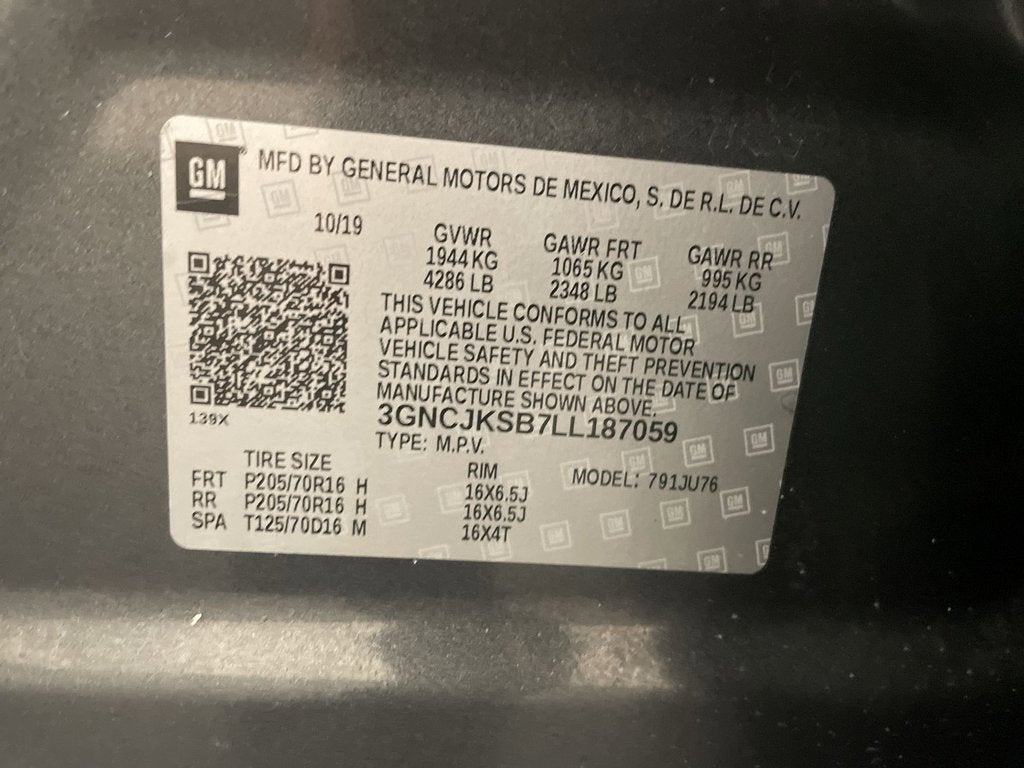 GM MFD BY GENERAL MOTORS DE MEXICO, S. DE R.L. DE C.V.
10/19 GVWR GAWR FRT GAWR RR
1944 KG 1065 KG 995 KG
4286 LB 2348 LB 2194 LB
THIS VEHICLE CONFORMS TO ALL
APPLICABLE U.S. FEDERAL MOTOR
VEHICLE SAFETY AND THEFT PREVENTION
STANDARDS IN EFFECT ON THE DATE OF
MANUFACTURE SHOWN ABOVE.
139X
3GNCJKSB7LL187059
TYPE: M.P.V.
TIRE SIZE RIM MODEL: 791JU76
FRT P205/70R16 H 16X6.5J
RR P205/70R16 H 16X6.5J
SPA T125/70D16 M 16X4T